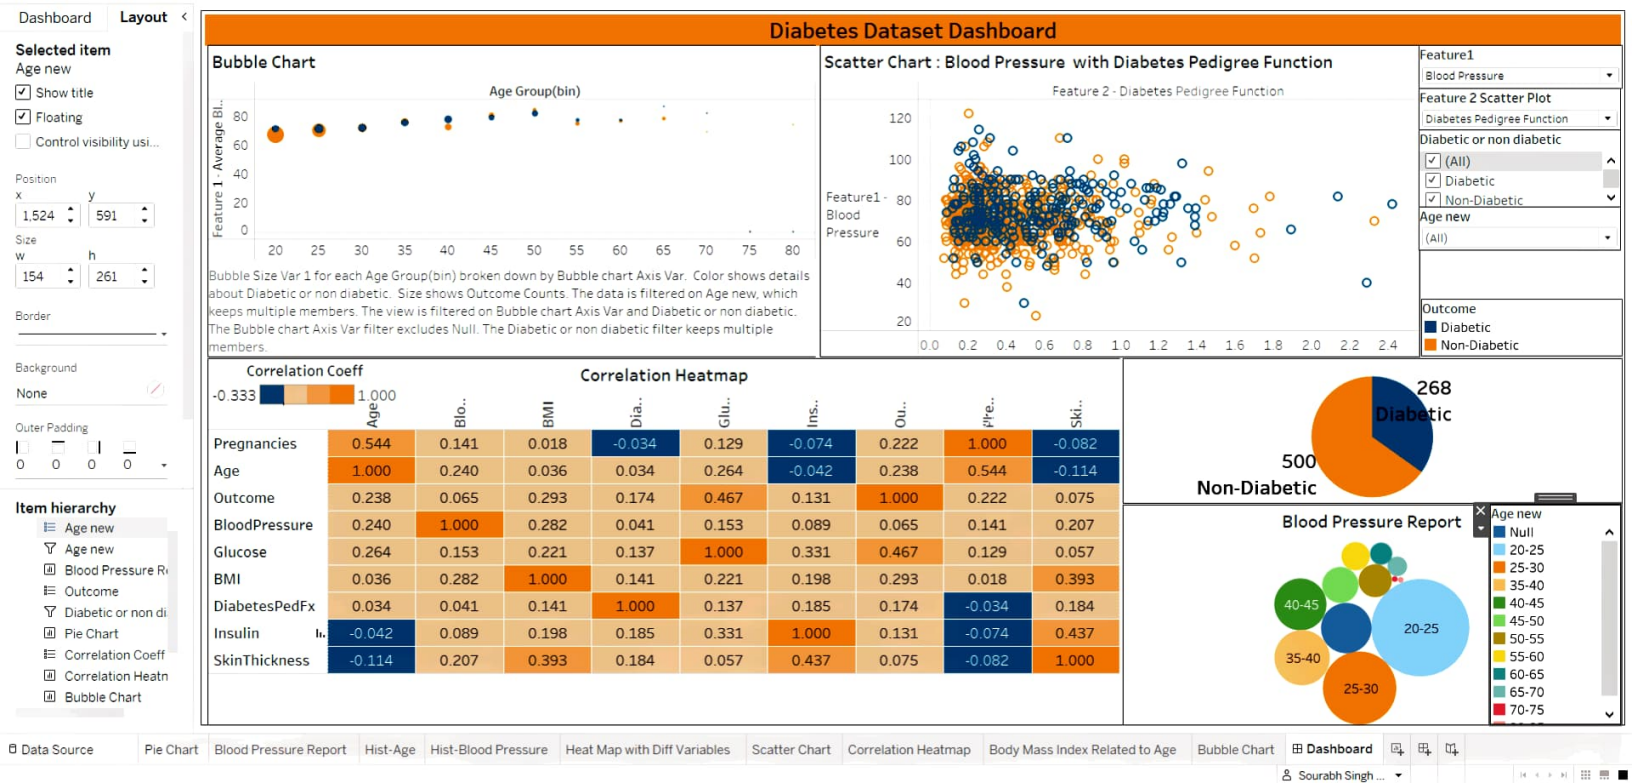 Dashboard Layout <
Selected item
Age new
Show title
Floating
Control visibility usi...
Position
x y
1,524 591
Size
w h
154 261
Border
Background
None
Outer Padding
0 0 0 0
Item hierarchy
Age new
Age new
Blood Pressure R
Outcome
Diabetic or non di
Pie Chart
Correlation Coeff
Correlation Heatn
Bubble Chart
Diabetes Dataset Dashboard
Bubble Chart
Age Group(bin)
Feature 1 - Average Bl..
80
60
40
20
0
20 25 30 35 40 45 50 55 60 65 70 75 80
Bubble Size Var 1 for each Age Group(bin) broken down by Bubble chart Axis Var. Color shows details
about Diabetic or non diabetic. Size shows Outcome Counts. The data is filtered on Age new, which
keeps multiple members. The view is filtered on Bubble chart Axis Var and Diabetic or non diabetic.
The Bubble chart Axis Var filter excludes Null. The Diabetic or non diabetic filter keeps multiple
members.
Scatter Chart : Blood Pressure with Diabetes Pedigree Function
Feature 2 - Diabetes Pedigree Function
Feature1 -
Blood
Pressure
120
100
80
60
40
20
0.0 0.2 0.4 0.6 0.8 1.0 1.2 1.4 1.6 1.8 2.0 2.2 2.4
Feature1
Blood Pressure
Feature 2 Scatter Plot
Diabetes Pedigree Function
Diabetic or non diabetic
(All)
Diabetic
Non-Diabetic
Age new
(All)
Outcome
Diabetic
Non-Diabetic
Correlation Coeff
-0.333 1.000
Correlation Heatmap
Age Blo.. BMI Dia.. Glu.. Ins.. Ou.. Pre.. Ski..
Pregnancies 0.544 0.141 0.018 -0.034 0.129 -0.074 0.222 1.000 -0.082
Age 1.000 0.240 0.036 0.034 0.264 -0.042 0.238 0.544 -0.114
Outcome 0.238 0.065 0.293 0.174 0.467 0.131 1.000 0.222 0.075
BloodPressure 0.240 1.000 0.282 0.041 0.153 0.089 0.065 0.141 0.207
Glucose 0.264 0.153 0.221 0.137 1.000 0.331 0.467 0.129 0.057
BMI 0.036 0.282 1.000 0.141 0.221 0.198 0.293 0.018 0.393
DiabetesPedFx 0.034 0.041 0.141 1.000 0.137 0.185 0.174 -0.034 0.184
Insulin -0.042 0.089 0.198 0.185 0.331 1.000 0.131 -0.074 0.437
SkinThickness -0.114 0.207 0.393 0.184 0.057 0.437 0.075 -0.082 1.000
268
Diabetic
500
Non-Diabetic
Blood Pressure Report
40-45
20-25
35-40
25-30
Age new
Null
20-25
25-30
35-40
40-45
45-50
50-55
55-60
60-65
65-70
70-75
Data Source Pie Chart Blood Pressure Report Hist-Age Hist-Blood Pressure Heat Map with Diff Variables Scatter Chart Correlation Heatmap Body Mass Index Related to Age Bubble Chart Dashboard
Sourabh Singh ...